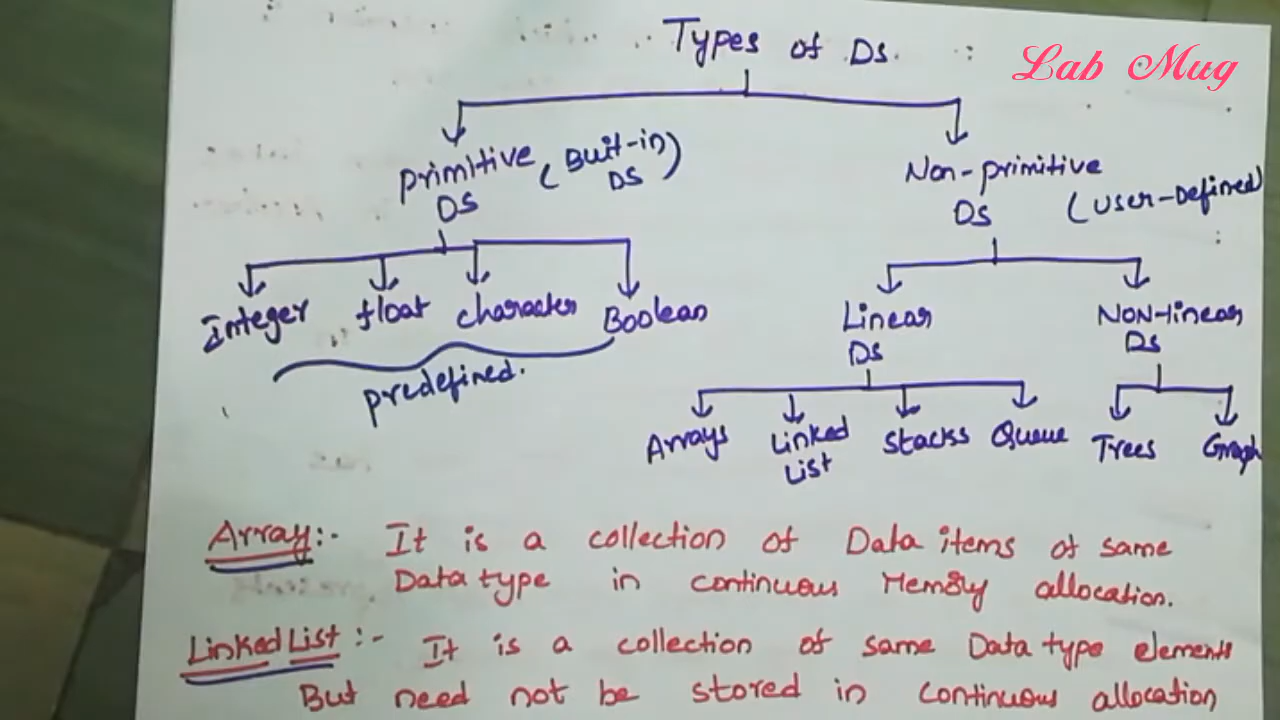 Types of DS.
Lab Mug
Primitive (Built-in)
DS DS
Non-primitive
DS (User-Defined)
Integer float character Boolean
predefined.
Linear
DS
NON-linear
DS
Arrays Linked
List Stacks Queue Trees Graph
Array:- It is a collection of Data items of same
Data type in continuous Memory allocation.
Linked List :- It is a collection of same Data type elements
But need not be stored in continuous allocation